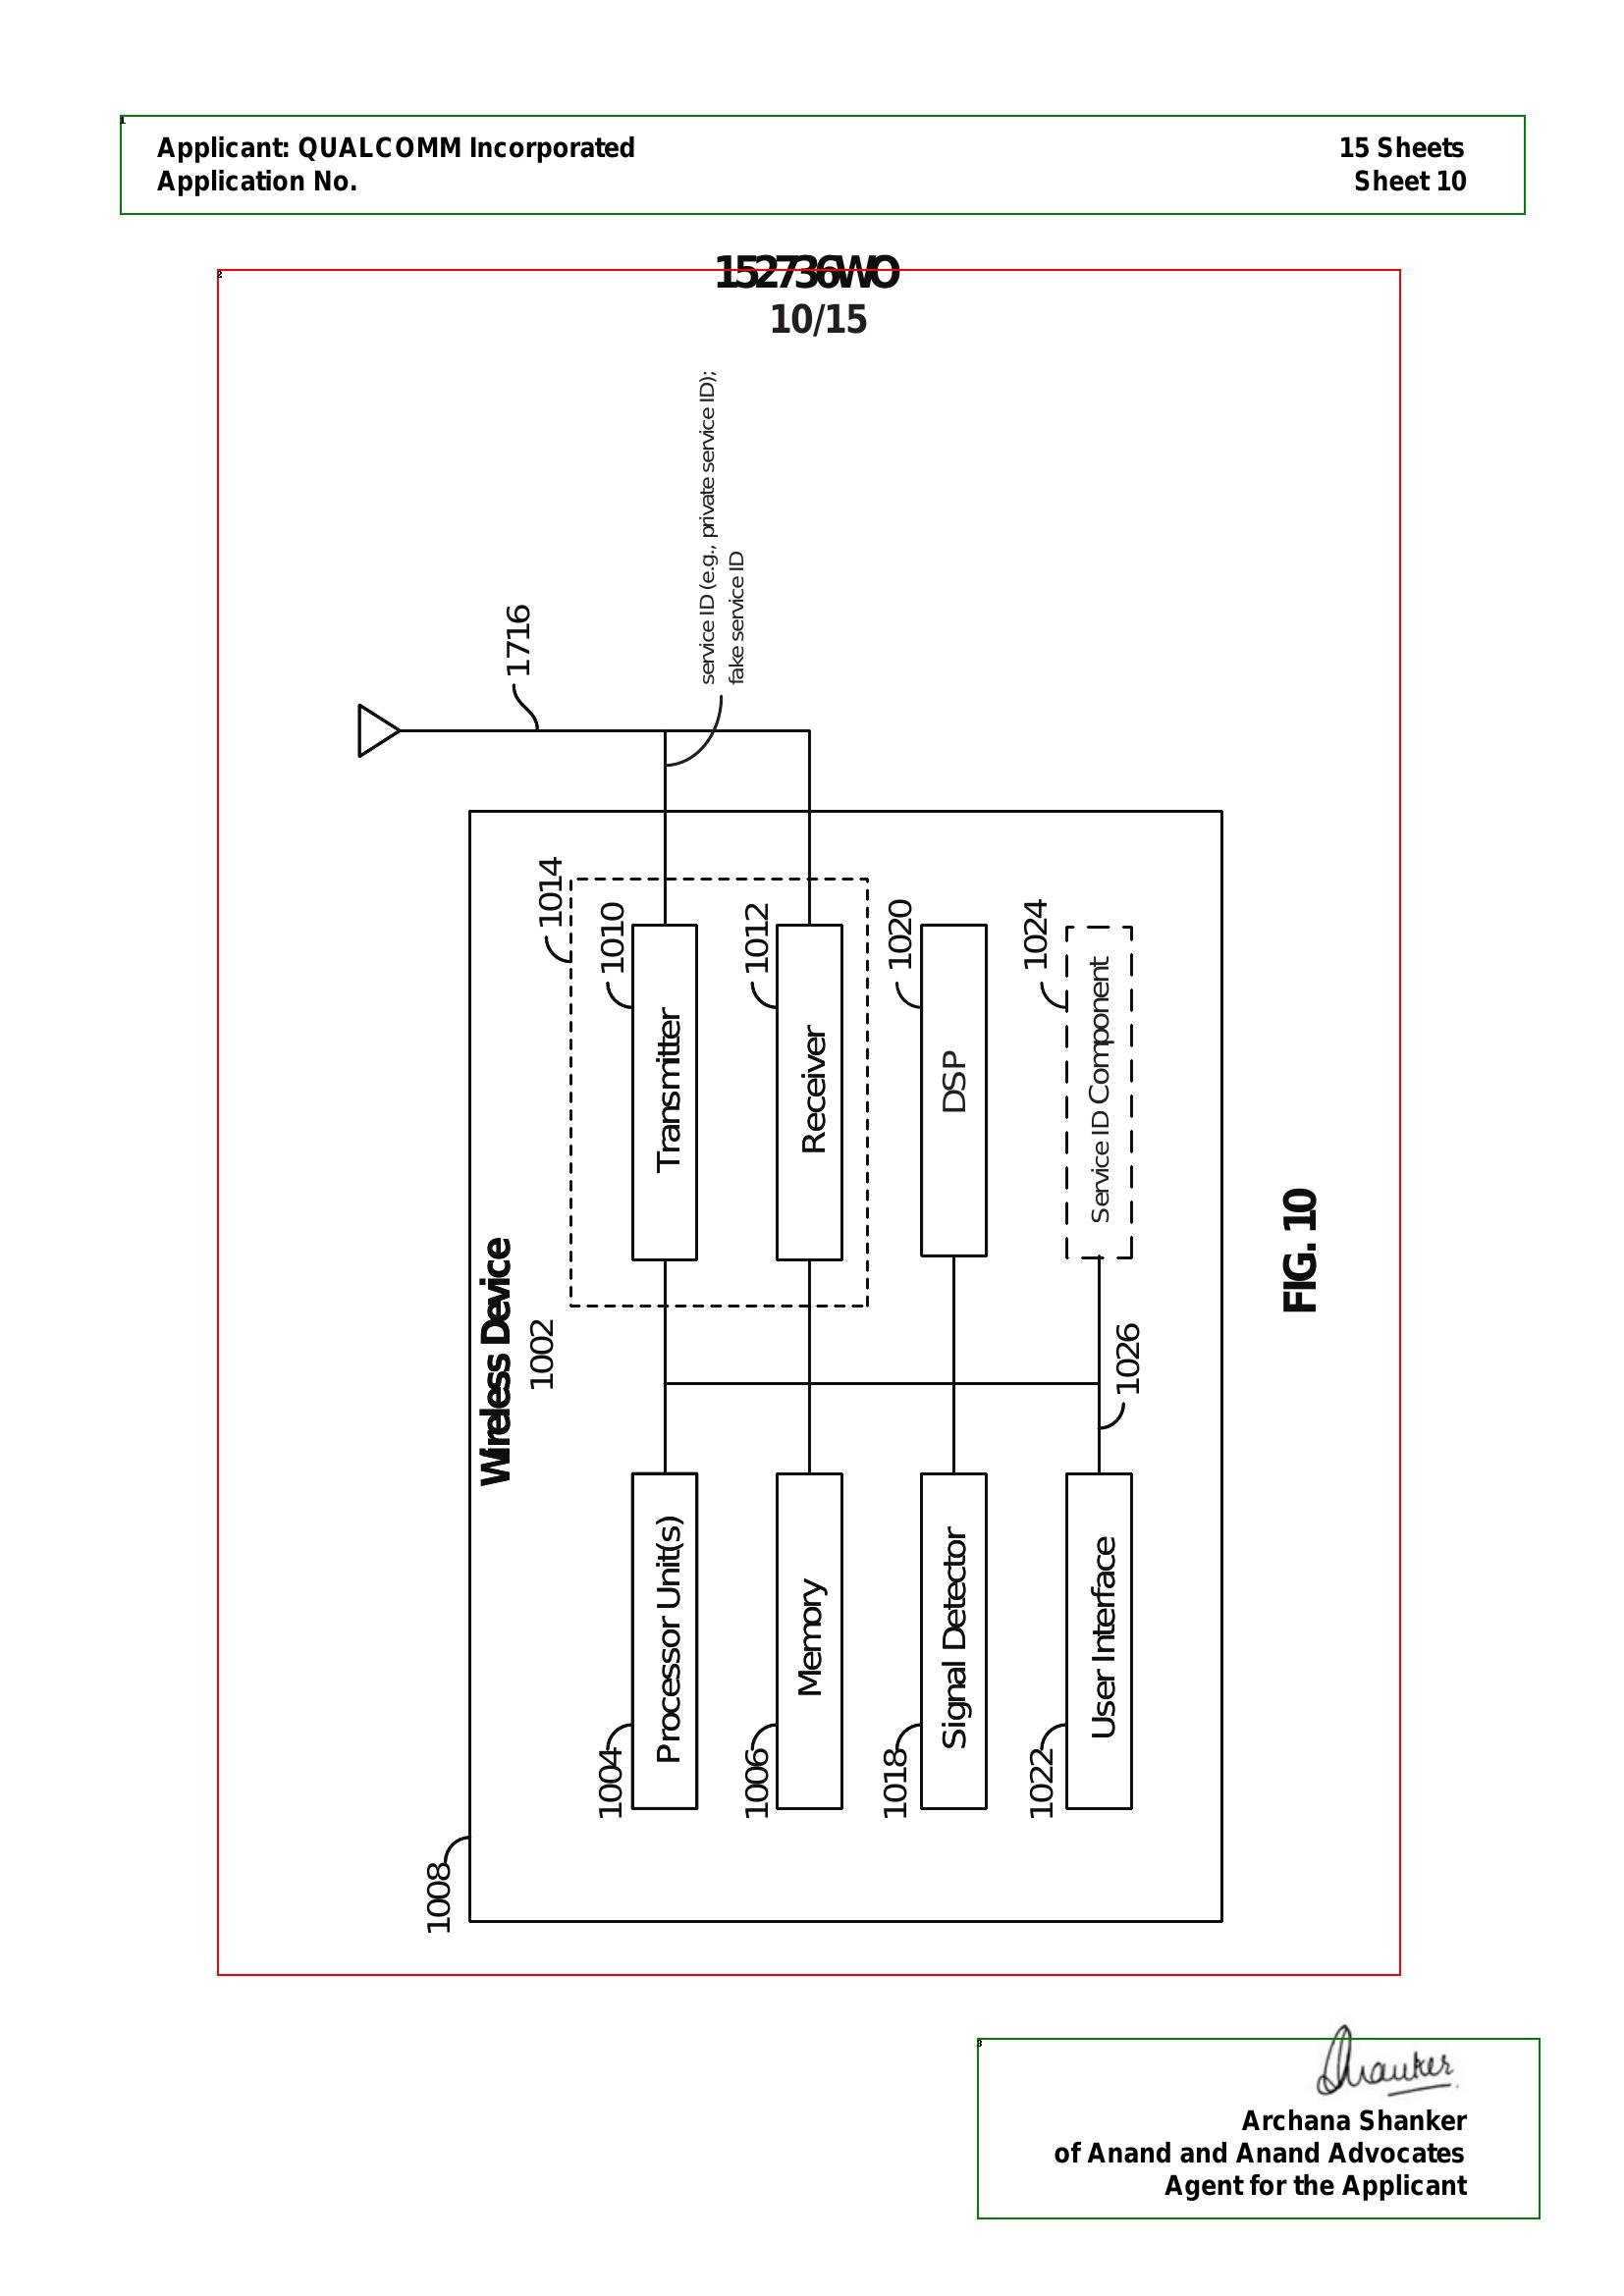 Applicant: QUALCOMM Incorporated
15 Sheets
Application No.
Sheet 10
152736WO
10/15
service ID (e.g., private service ID);
fake service ID
1716
Wireless Device
1002
1008
1014
1004
Processor Unit(s)
1010
Transmitter
1006
Memory
1012
Receiver
1018
Signal Detector
1020
DSP
1022
User Interface
1024
Service ID Component
1026
FIG. 10
Shanker
Archana Shanker
of Anand and Anand Advocates
Agent for the Applicant